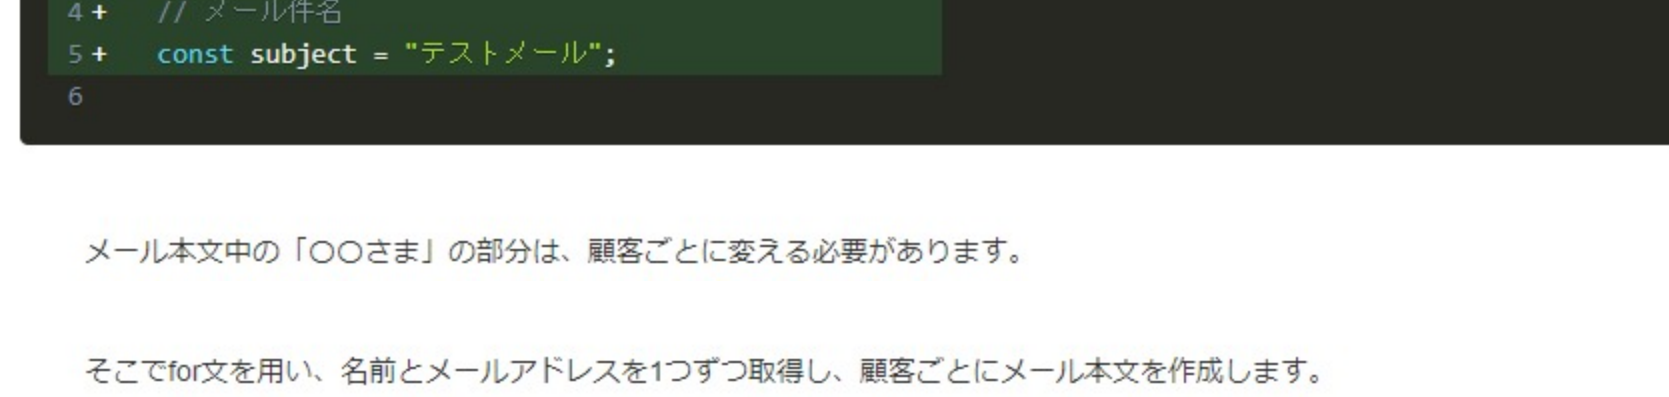 4 + // メール件名
5 + const subject = "テストメール";
6
メール本文中の「〇〇さま」の部分は、顧客ごとに変える必要があります。
そこでfor文を用い、名前とメールアドレスを1つずつ取得し、顧客ごとにメール本文を作成します。